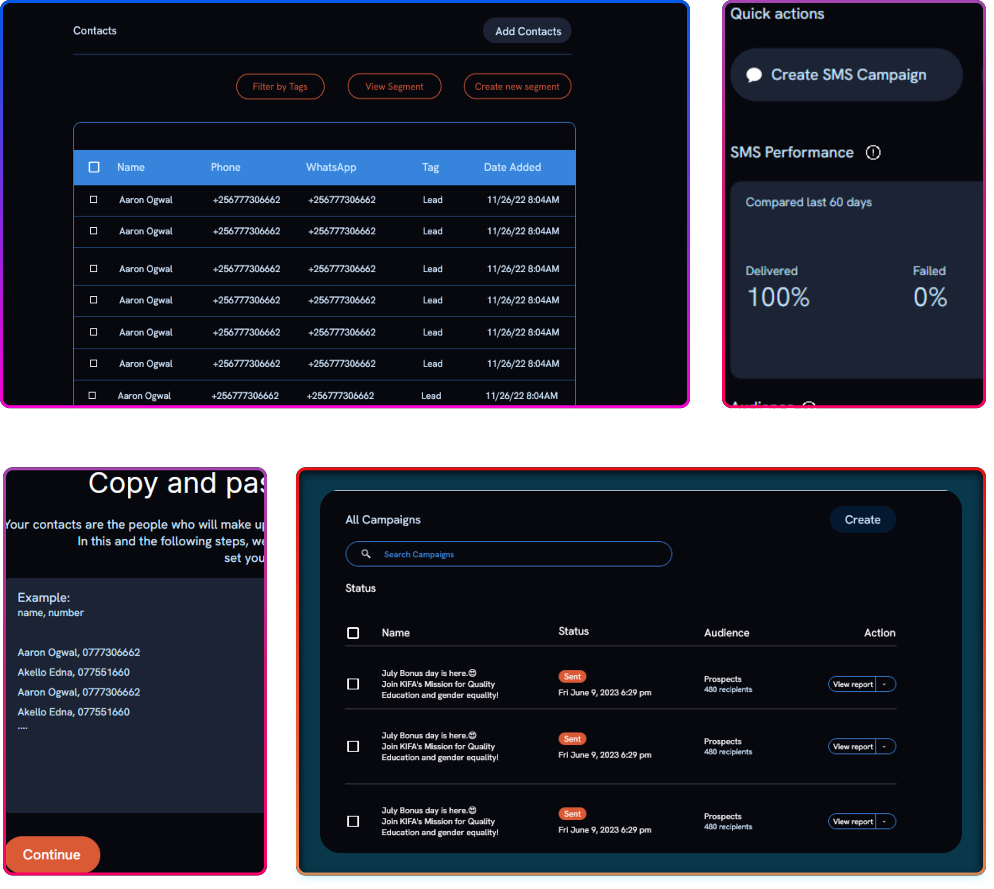 Contacts
Add Contacts
Filter by Tags
View Segment
Create new segment
Name Phone WhatsApp Tag Date Added
Aaron Ogwal +256777306662 +256777306662 Lead 11/26/22 8:04AM
Aaron Ogwal +256777306662 +256777306662 Lead 11/26/22 8:04AM
Aaron Ogwal +256777306662 +256777306662 Lead 11/26/22 8:04AM
Aaron Ogwal +256777306662 +256777306662 Lead 11/26/22 8:04AM
Aaron Ogwal +256777306662 +256777306662 Lead 11/26/22 8:04AM
Aaron Ogwal +256777306662 +256777306662 Lead 11/26/22 8:04AM
Aaron Ogwal +256777306662 +256777306662 Lead 11/26/22 8:04AM
Quick actions
Create SMS Campaign
SMS Performance
Compared last 60 days
Delivered Failed
100% 0%
Copy and pas
Your contacts are the people who will make up
In this and the following steps, we
set you
Example:
name, number
Aaron Ogwal, 0777306662
Akello Edna, 077551660
Aaron Ogwal, 0777306662
Akello Edna, 077551660
....
Continue
All Campaigns
Create
Search Campaigns
Status
Name Status Audience Action
July Bonus day is here.😍
Join KIFA's Mission for Quality
Education and gender equality!
Sent
Fri June 9, 2023 6:29 pm
Prospects
480 recipients
View report
July Bonus day is here.😍
Join KIFA's Mission for Quality
Education and gender equality!
Sent
Fri June 9, 2023 6:29 pm
Prospects
480 recipients
View report
July Bonus day is here.😍
Join KIFA's Mission for Quality
Education and gender equality!
Sent
Fri June 9, 2023 6:29 pm
Prospects
480 recipients
View report